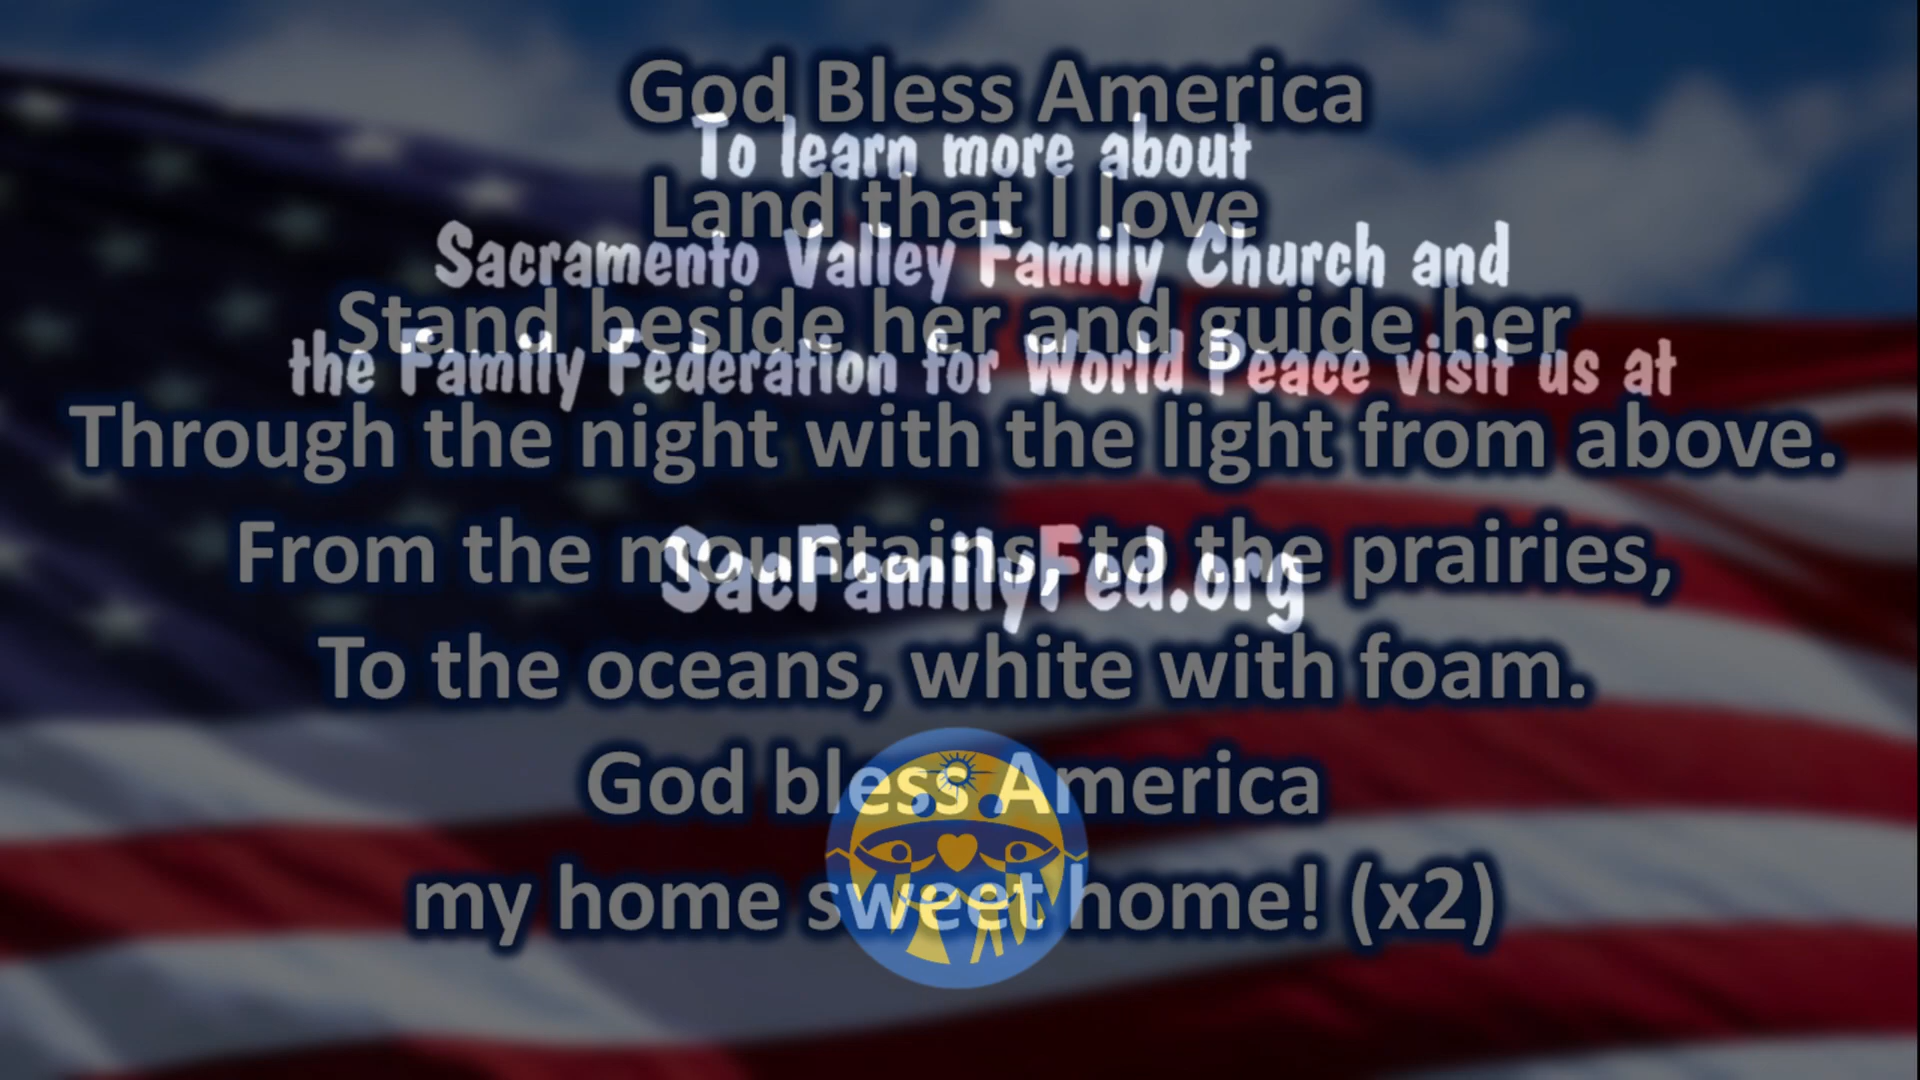 God Bless America
To learn more about
Land that I love
Sacramento Valley Family Church and
Stand beside her and guide her
the Family Federation for World Peace visit us at
Through the night with the light from above.
From the mountains, to the prairies,
SacFamilyFed.org
To the oceans, white with foam.
God bless America
my home sweet home! (x2)